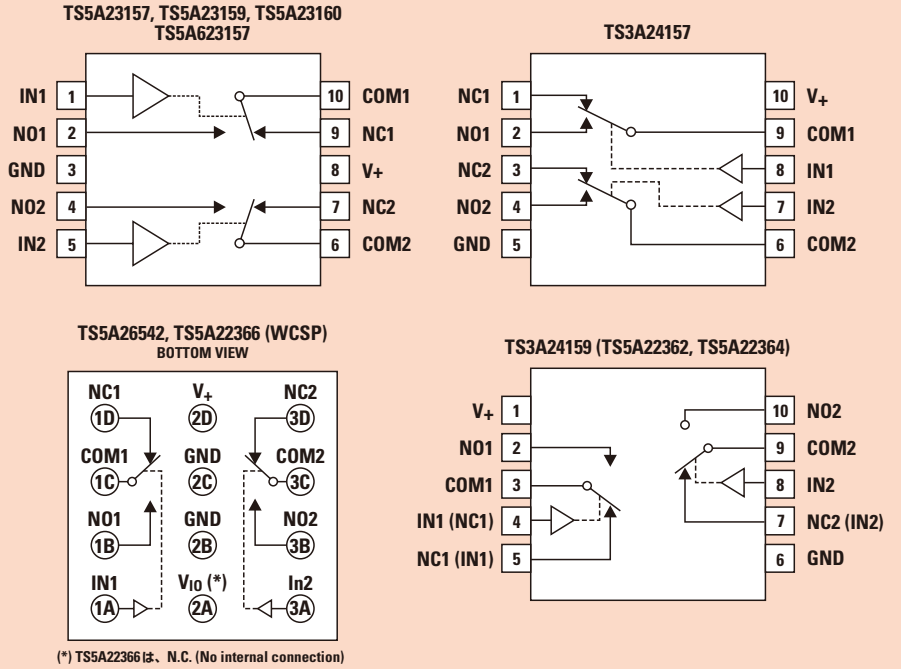 TS5A23157, TS5A23159, TS5A23160
TS5A623157
IN1 1
NO1 2
GND 3
NO2 4
IN2 5
10 COM1
9 NC1
8 V+
7 NC2
6 COM2
TS3A24157
NC1 1
NO1 2
NC2 3
NO2 4
GND 5
10 V+
9 COM1
8 IN1
7 IN2
6 COM2
TS5A26542, TS5A22366 (WCSP)
BOTTOM VIEW
NC1 V+ NC2
1D 2D 3D
COM1 GND COM2
1C 2C 3C
NO1 GND NO2
1B 2B 3B
IN1 VIO (*) In2
1A 2A 3A
(*) TS5A22366は、N.C. (No internal connection)
TS3A24159 (TS5A22362, TS5A22364)
V+ 1
NO1 2
COM1 3
IN1 (NC1) 4
NC1 (IN1) 5
10 NO2
9 COM2
8 IN2
7 NC2 (IN2)
6 GND